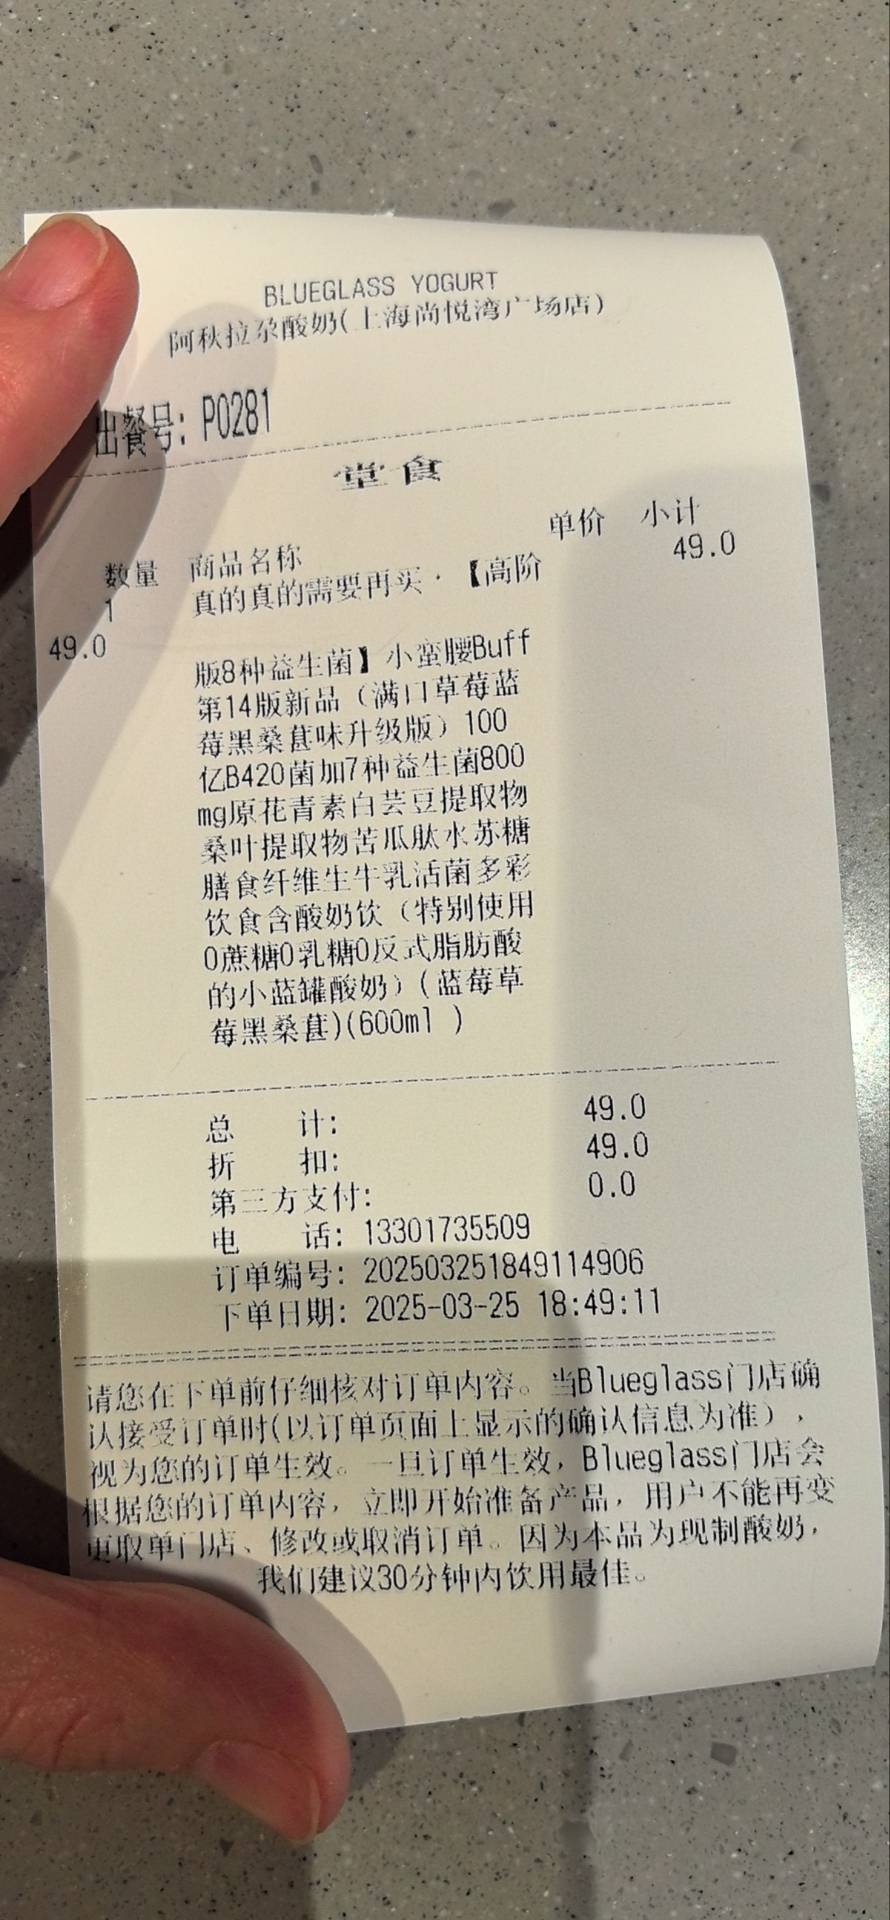 BLUEGLASS YOGURT
阿秋拉尕酸奶(上海尚悦湾广场店)
出餐号: P0281
堂食
数量 商品名称 单价 小计
1 真的真的需要再买·【高阶 49.0
49.0
版8种益生菌】小蛮腰Buff
第14版新品（满口草莓蓝
莓黑桑葚味升级版）100
亿B420菌加7种益生菌800
mg原花青素白芸豆提取物
桑叶提取物苦瓜肽水苏糖
膳食纤维生牛乳活菌多彩
饮食含酸奶饮（特别使用
0蔗糖0乳糖0反式脂肪酸
的小蓝罐酸奶）(蓝莓草
莓黑桑葚)(600ml )
总 计: 49.0
折 扣: 49.0
第三方支付: 0.0
电 话: 13301735509
订单编号: 202503251849114906
下单日期: 2025-03-25 18:49:11
请您在下单前仔细核对订单内容。当Blueglass门店确
认接受订单时(以订单页面上显示的确认信息为准)，
视为您的订单生效。一旦订单生效，Blueglass门店会
根据您的订单内容，立即开始准备产品，用户不能再变
更取单门店、修改或取消订单。因为本品为现制酸奶，
我们建议30分钟内饮用最佳。